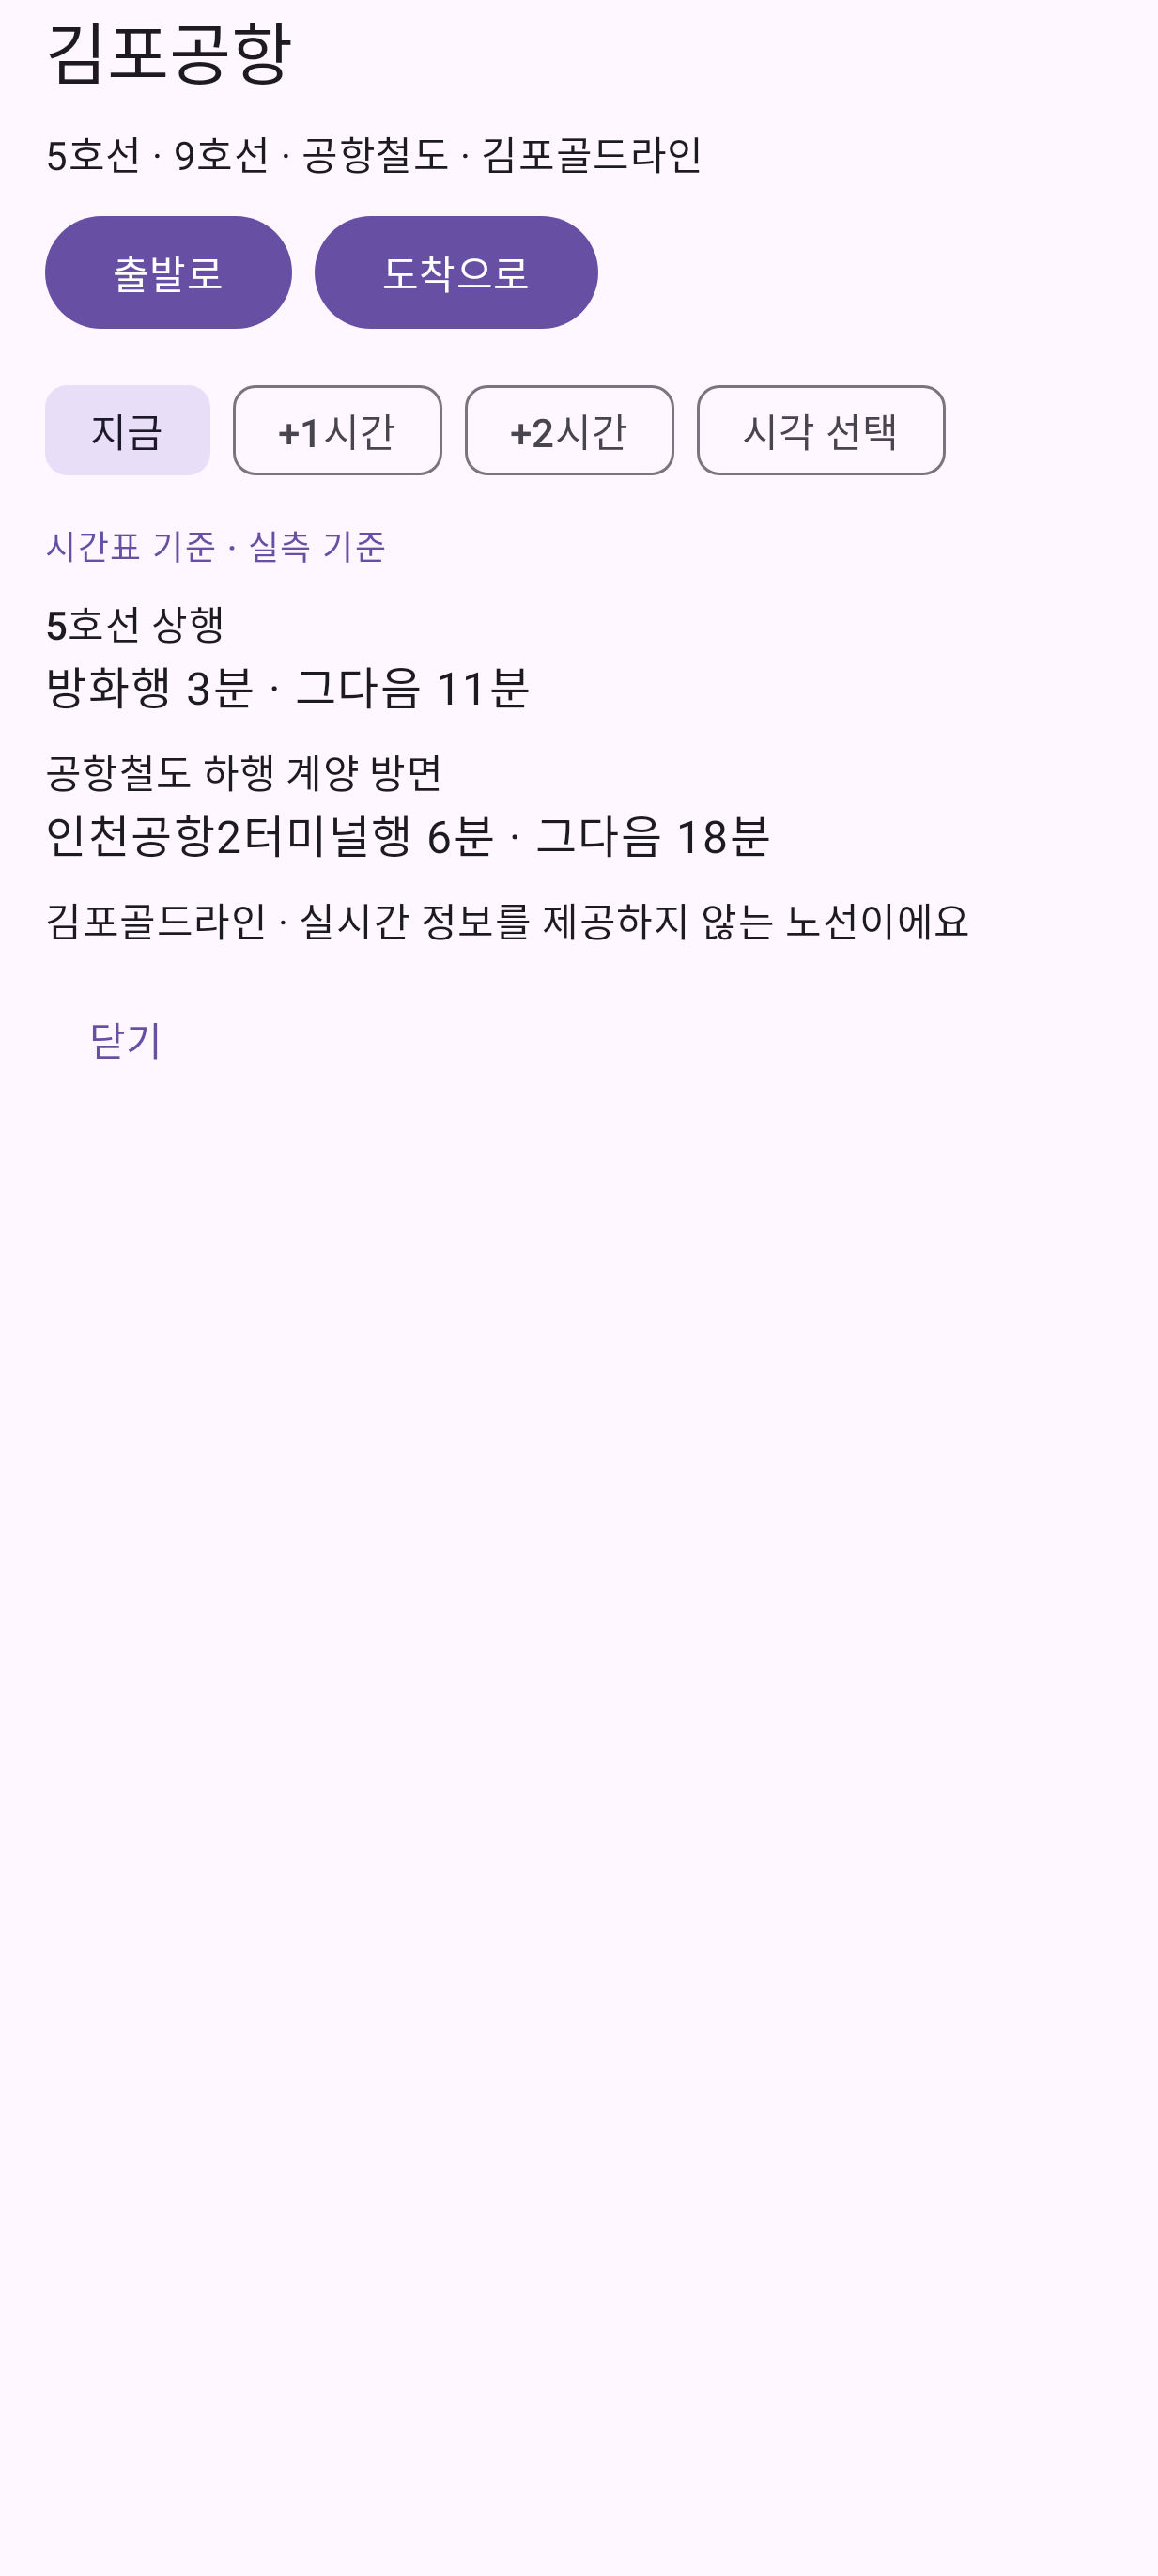 김포공항
5호선 · 9호선 · 공항철도 · 김포골드라인
출발로 도착으로
지금 +1시간 +2시간 시각 선택
시간표 기준 · 실측 기준
5호선 상행
방화행 3분 · 그다음 11분
공항철도 하행 계양 방면
인천공항2터미널행 6분 · 그다음 18분
김포골드라인 · 실시간 정보를 제공하지 않는 노선이에요
닫기